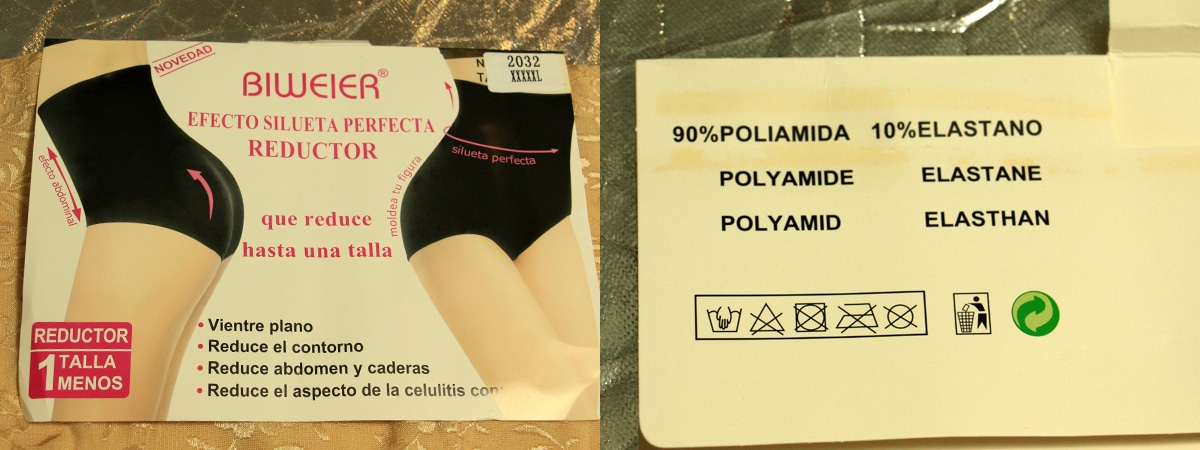 NOVEDAD
BIWEIER®
EFECTO SILUETA PERFECTA
REDUCTOR
que reduce
hasta una talla
efecto abdominal
moldea tu figura
silueta perfecta
2032
XXXXXL
REDUCTOR
1 TALLA
MENOS
• Vientre plano
• Reduce el contorno
• Reduce abdomen y caderas
• Reduce el aspecto de la celulitis
90%POLIAMIDA 10%ELASTANO
POLYAMIDE ELASTANE
POLYAMID ELASTHAN